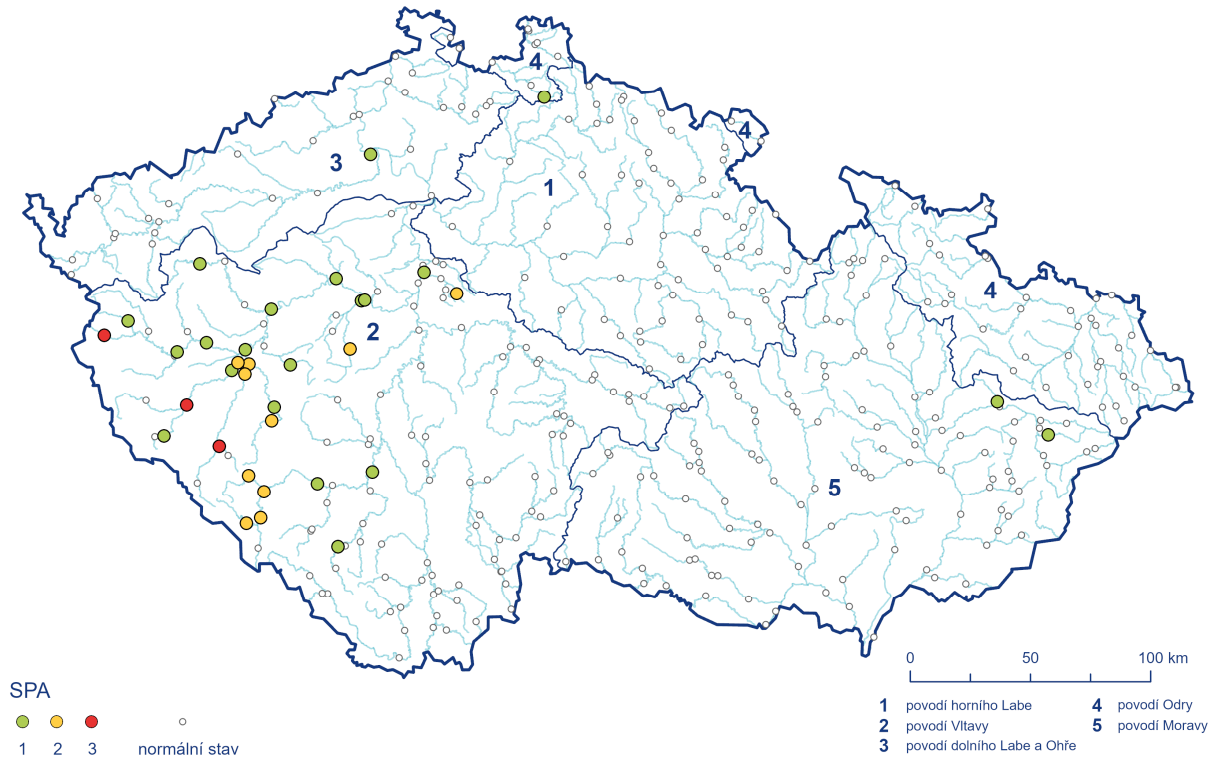 4
4
3
1
4
2
5
0 50 100 km
SPA
1 2 3 normální stav
1 povodí horního Labe
2 povodí Vltavy
3 povodí dolního Labe a Ohře
4 povodí Odry
5 povodí Moravy